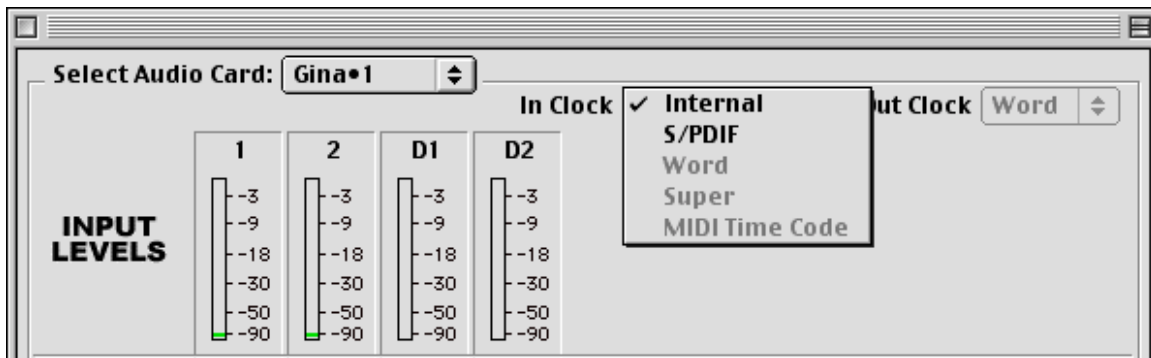 Select Audio Card: Gina•1
In Clock ✓ Internal ut Clock Word
S/PDIF
Word
Super
MIDI Time Code
1 2 D1 D2
INPUT
LEVELS
-3 -3 -3 -3
-9 -9 -9 -9
-18 -18 -18 -18
-30 -30 -30 -30
-50 -50 -50 -50
-90 -90 -90 -90